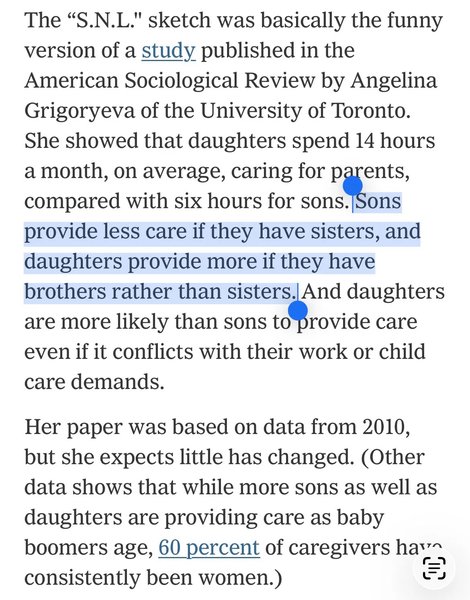 The “S.N.L." sketch was basically the funny
version of a study published in the
American Sociological Review by Angelina
Grigoryeva of the University of Toronto.
She showed that daughters spend 14 hours
a month, on average, caring for parents,
compared with six hours for sons. Sons
provide less care if they have sisters, and
daughters provide more if they have
brothers rather than sisters. And daughters
are more likely than sons to provide care
even if it conflicts with their work or child
care demands.
Her paper was based on data from 2010,
but she expects little has changed. (Other
data shows that while more sons as well as
daughters are providing care as baby
boomers age, 60 percent of caregivers have
consistently been women.)